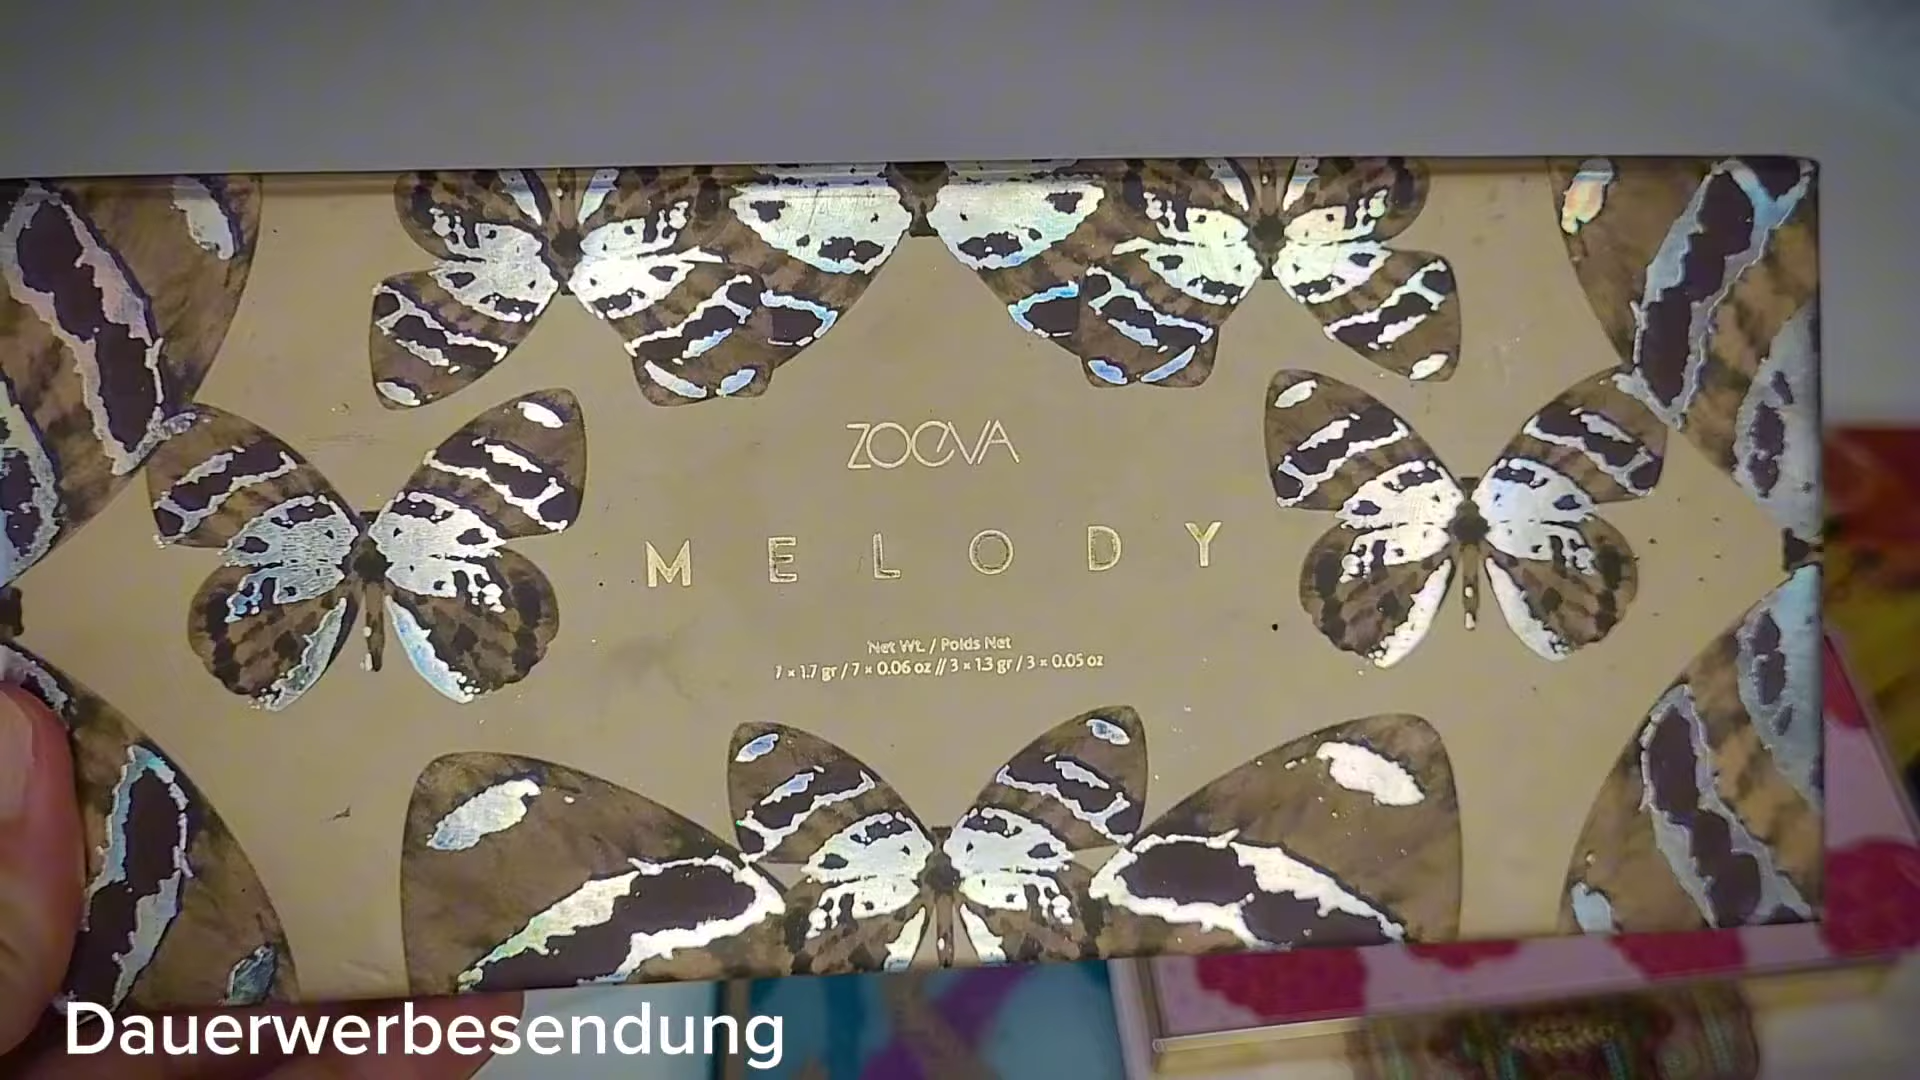 ZOEVA
MELODY
Net Wt. / Poids Net
7 x 1.7 gr / 7 x 0.06 oz // 3 x 1.3 gr / 3 x 0.05 oz
Dauerwerbesendung